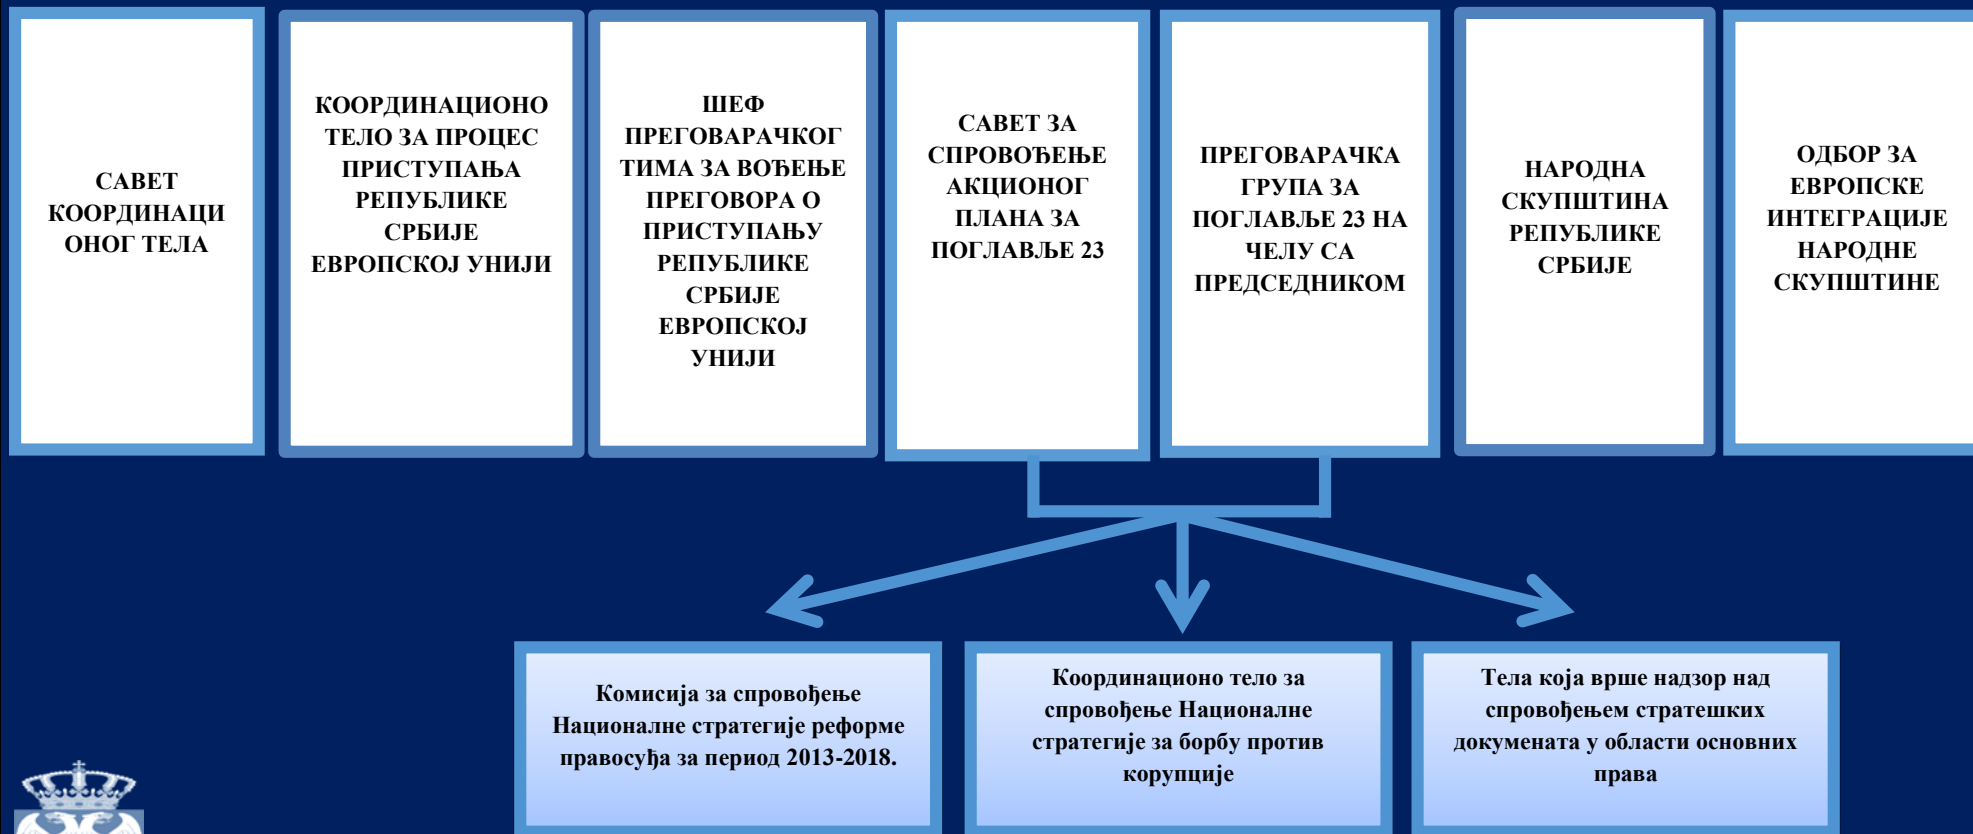 САВЕТ
КООРДИНАЦИ
ОНОГ ТЕЛА
КООРДИНАЦИОНО
ТЕЛО ЗА ПРОЦЕС
ПРИСТУПАЊА
РЕПУБЛИКЕ
СРБИЈЕ
ЕВРОПСКОЈ УНИЈИ
ШЕФ
ПРЕГОВАРАЧКОГ
ТИМА ЗА ВОЂЕЊЕ
ПРЕГОВОРА О
ПРИСТУПАЊУ
РЕПУБЛИКЕ
СРБИЈЕ
ЕВРОПСКОЈ
УНИЈИ
САВЕТ ЗА
СПРОВОЂЕЊЕ
АКЦИОНОГ
ПЛАНА ЗА
ПОГЛАВЉЕ 23
ПРЕГОВАРАЧКА
ГРУПА ЗА
ПОГЛАВЉЕ 23 НА
ЧЕЛУ СА
ПРЕДСЕДНИКОМ
НАРОДНА
СКУПШТИНА
РЕПУБЛИКЕ
СРБИЈЕ
ОДБОР ЗА
ЕВРОПСКЕ
ИНТЕГРАЦИЈЕ
НАРОДНЕ
СКУПШТИНЕ
Комисија за спровођење
Националне стратегије реформе
правосуђа за период 2013-2018.
Координационо тело за
спровођење Националне
стратегије за борбу против
корупције
Тела која врше надзор над
спровођењем стратешких
докумената у области основних
права